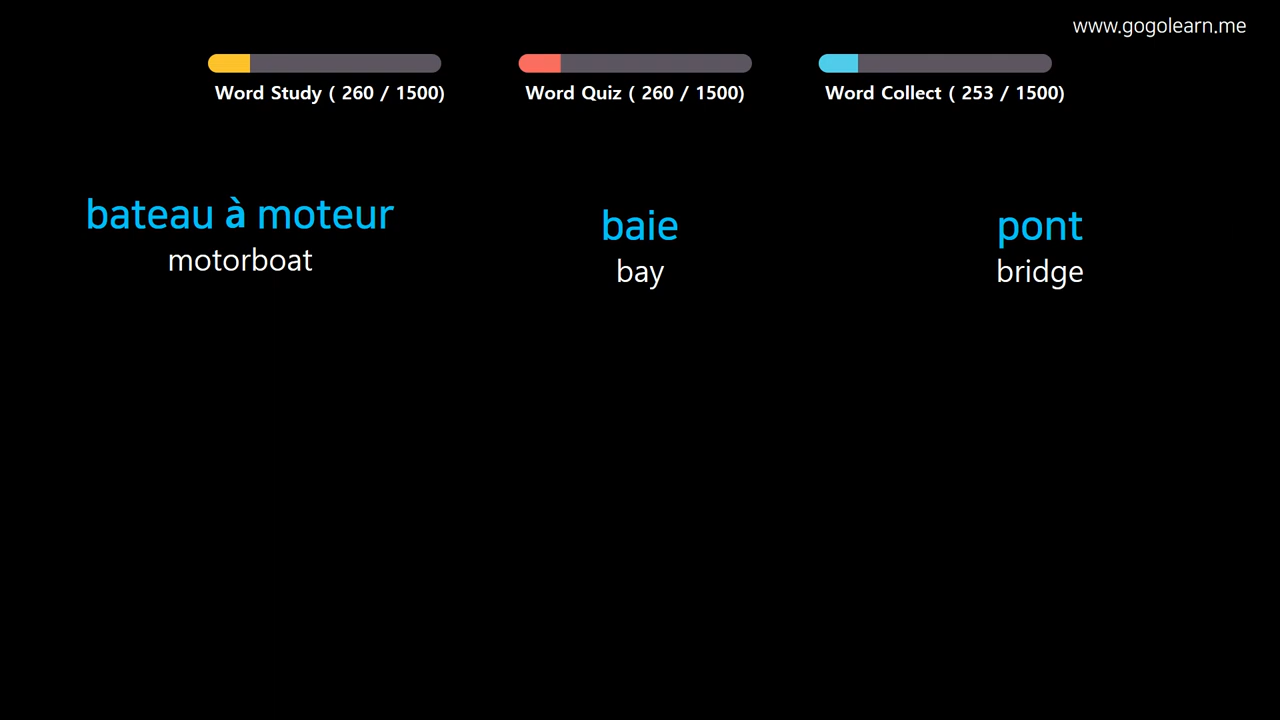 www.gogolearn.me
Word Study ( 260 / 1500)
Word Quiz ( 260 / 1500)
Word Collect ( 253 / 1500)
bateau à moteur
motorboat
baie
bay
pont
bridge